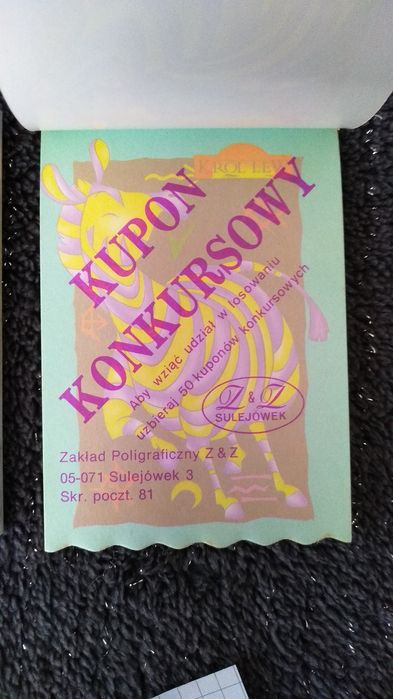 KRÓL LEW
KUPON
KONKURSOWY
Aby wziąć udział w losowaniu
uzbieraj 50 kuponów konkursowych
Z & Z
SULEJÓWEK
Zakład Poligraficzny Z & Z
05-071 Sulejówek 3
Skr. poczt. 81